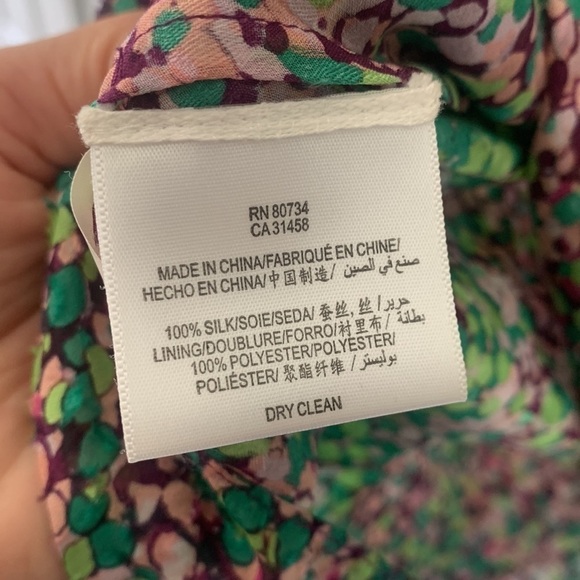 RN 80734
CA 31458
MADE IN CHINA/FABRIQUÉ EN CHINE/
HECHO EN CHINA/中国制造/ صنع في الصين/
100% SILK/SOIE/SEDA/蚕丝, 丝/ حرير/
LINING/DOUBLURE/FORRO/衬里布/ بطانة/
100% POLYESTER/POLYESTER/
POLIÉSTER/聚酯纤维/ بوليستر/
DRY CLEAN